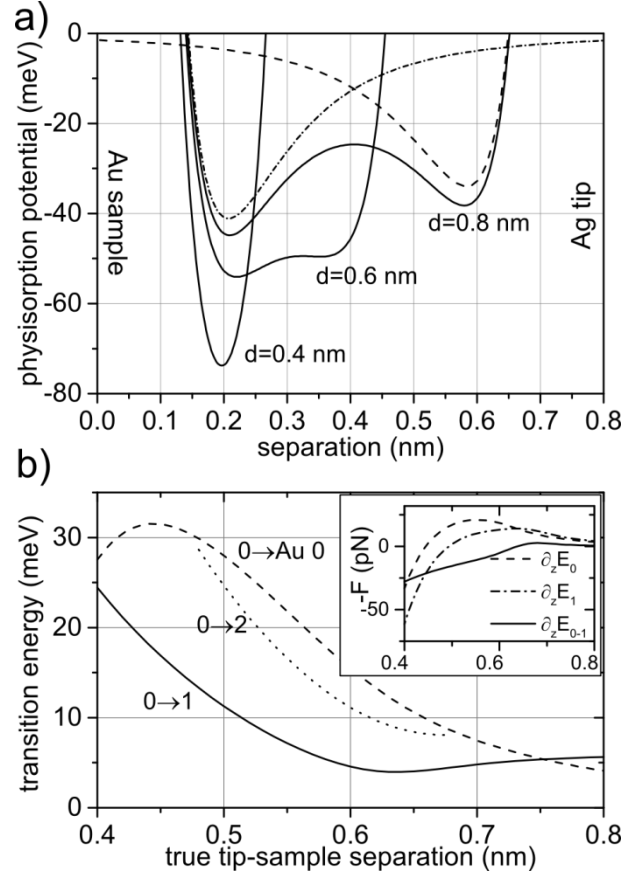 a)
physisorption potential (meV)
0
-20
-40
-60
-80
Au sample
Ag tip
d=0.8 nm
d=0.6 nm
d=0.4 nm
0.0 0.1 0.2 0.3 0.4 0.5 0.6 0.7 0.8
separation (nm)
b)
transition energy (meV)
30
20
10
0
0→Au 0
0→2
0→1
-F (pN)
0
-25
-75
∂zE0
∂zE1
∂zE0-1
0.4 0.6 0.8
0.4 0.5 0.6 0.7 0.8
true tip-sample separation (nm)